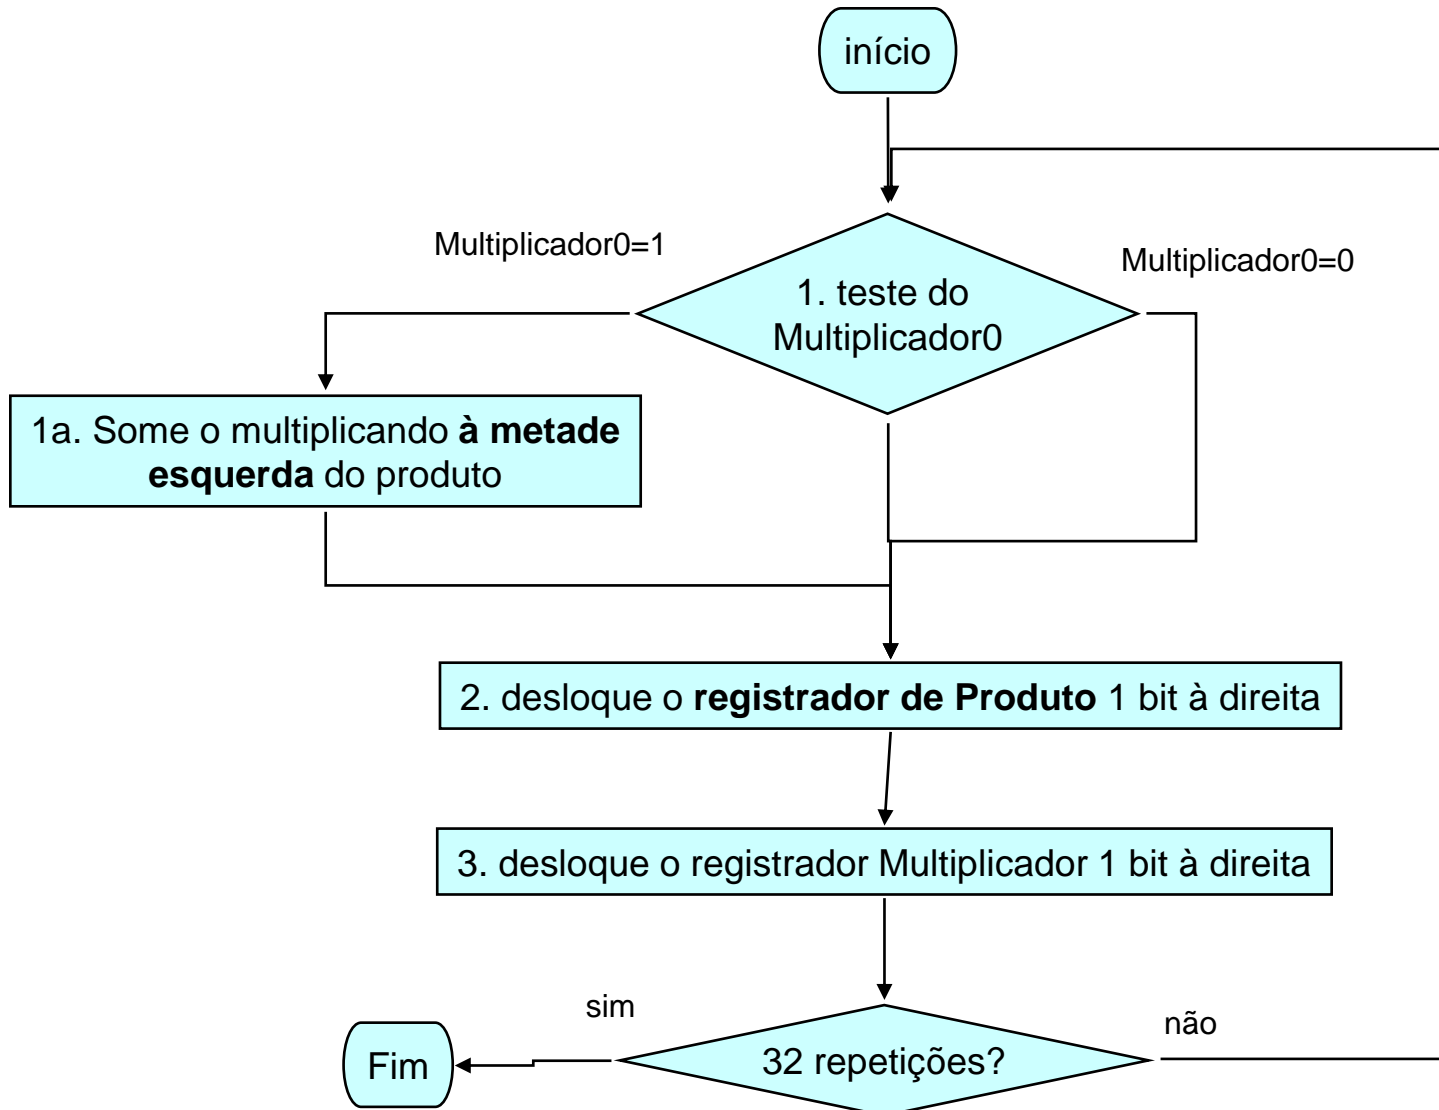 início
Multiplicador0=1
Multiplicador0=0
1. teste do
Multiplicador0
1a. Some o multiplicando à metade
esquerda do produto
2. desloque o registrador de Produto 1 bit à direita
3. desloque o registrador Multiplicador 1 bit à direita
sim
não
32 repetições?
Fim